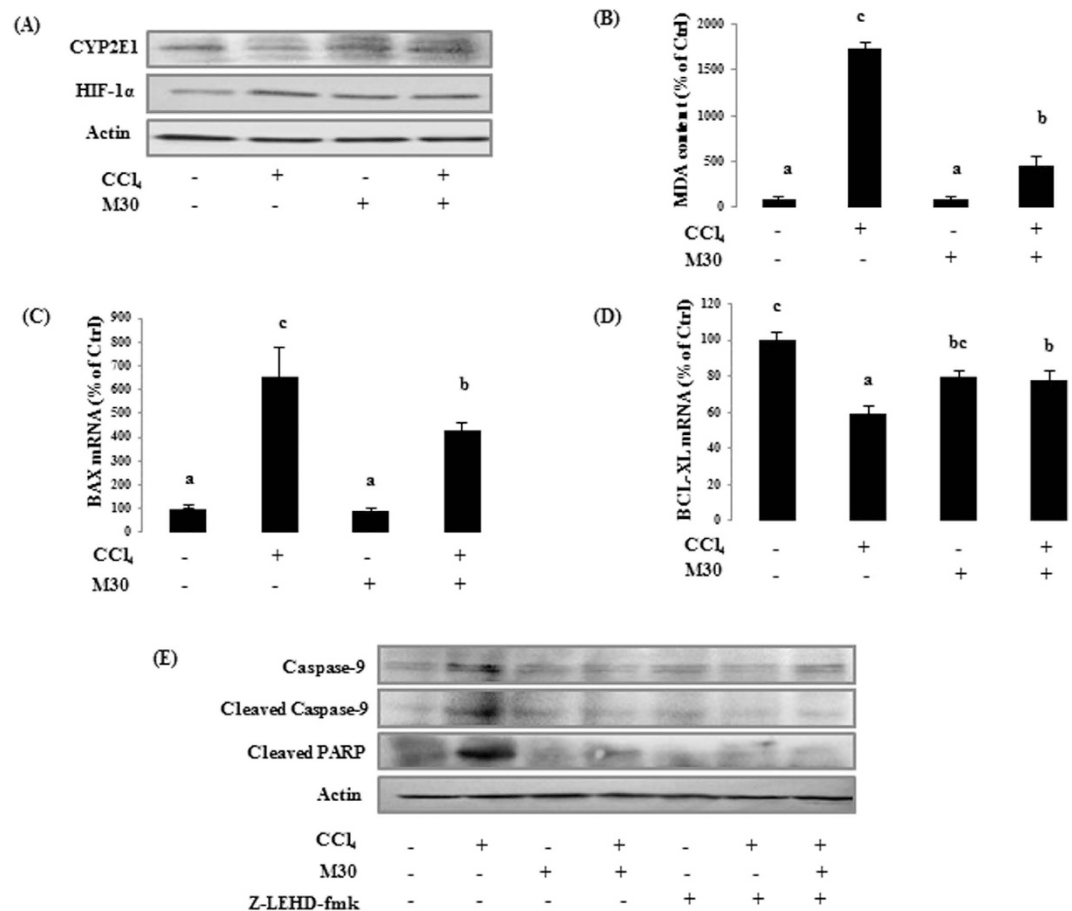 (A)
CYP2E1
HIF-1α
Actin
CCl4 - + - +
M30 - - + +
(B)
MDA content (% of Ctrl)
2000
1500
1000
500
0
a
c
a
b
CCl4 - + - +
M30 - - + +
(C)
BAX mRNA (% of Ctrl)
900
800
700
600
500
400
300
200
100
0
a
c
a
b
CCl4 - + - +
M30 - - + +
(D)
BCL-XL mRNA (% of Ctrl)
120
100
80
60
40
20
0
c
a
bc
b
CCl4 - + - +
M30 - - + +
(E)
Caspase-9
Cleaved Caspase-9
Cleaved PARP
Actin
CCl4 - + - + - + +
M30 - - + + - - +
Z-LEHD-fmk - - - - + + +